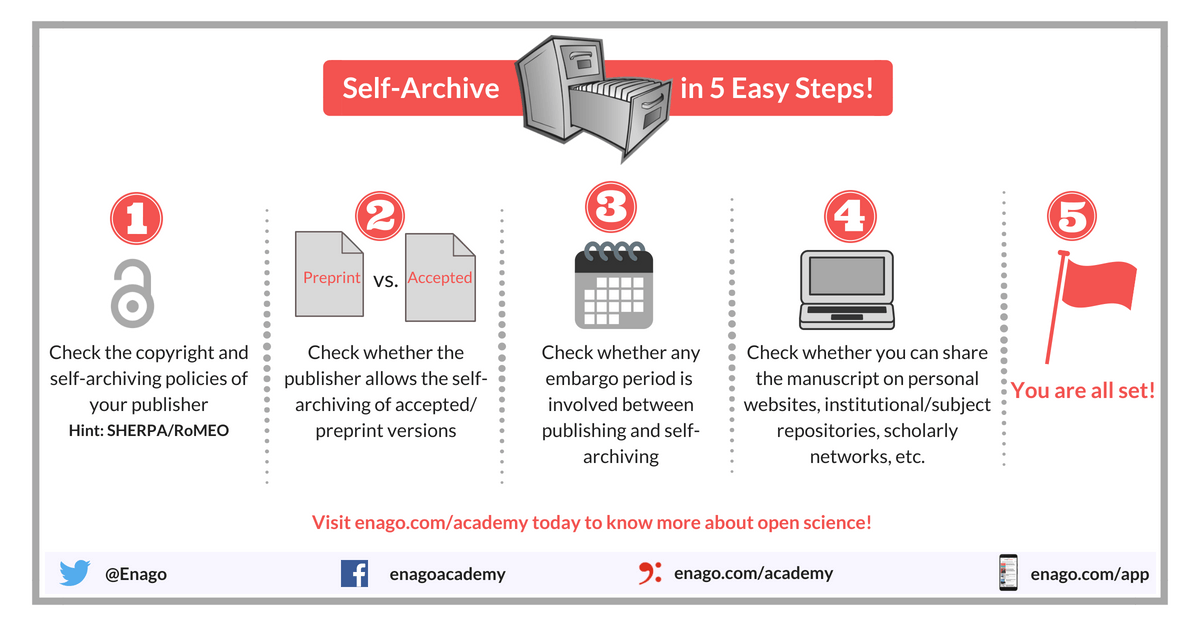 Self-Archive in 5 Easy Steps!
1
Check the copyright and
self-archiving policies of
your publisher
Hint: SHERPA/RoMEO
2
Preprint vs. Accepted
Check whether the
publisher allows the self-
archiving of accepted/
preprint versions
3
Check whether any
embargo period is
involved between
publishing and self-
archiving
4
Check whether you can share
the manuscript on personal
websites, institutional/subject
repositories, scholarly
networks, etc.
5
You are all set!
Visit enago.com/academy today to know more about open science!
@Enago
enagoacademy
enago.com/academy
enago.com/app